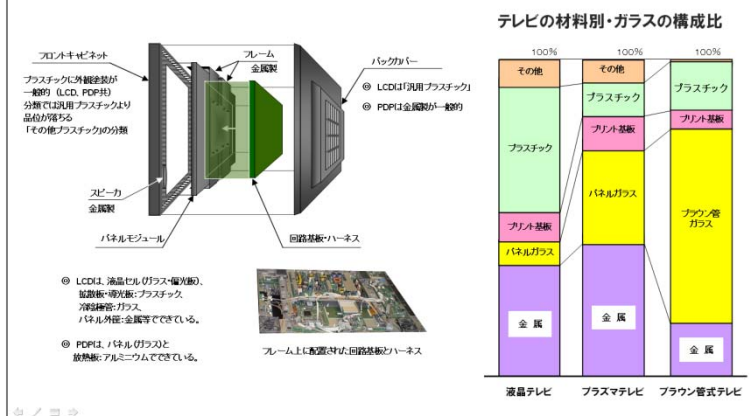 テレビの材料別・ガラスの構成比
フロントキャビネット
プラスチックに外観塗装が
一般的 (LCD, PDP共)
分類では汎用プラスチックより
品位が落ちる
「その他プラスチック」の分類
フレーム
金属製
バックカバー
◎ LCDは「汎用プラスチック」
◎ PDPは金属製が一般的
スピーカ
金属製
パネルモジュール
回路基板・ハーネス
◎ LCDは、液晶セル(ガラス・偏光板)、
拡散板・導光板:プラスチック、
冷陰極管:ガラス、
パネル外筐:金属等でできている。
◎ PDPは、パネル(ガラス)と
放熱板:アルミニウムでできている。
フレーム上に配置された回路基板とハーネス
100%
100%
100%
その他
プラスチック
プリント基板
パネルガラス
金 属
液晶テレビ
その他
プラスチック
プリント基板
パネルガラス
金 属
プラズマテレビ
プラスチック
プリント基板
ブラウン管
ガラス
金 属
ブラウン管式テレビ